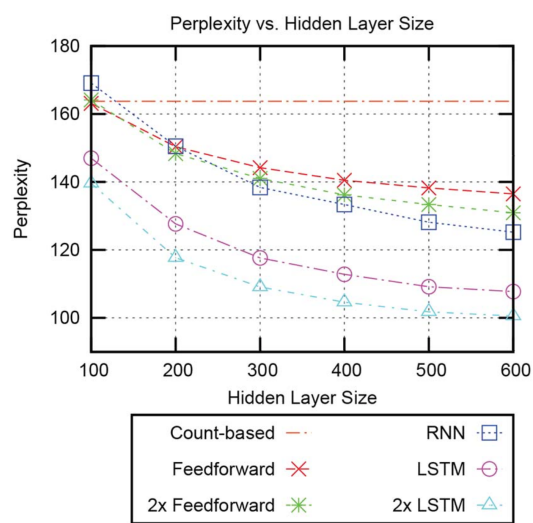 Perplexity vs. Hidden Layer Size
180
160
140
120
100
Perplexity
100 200 300 400 500 600
Hidden Layer Size
Count-based RNN
Feedforward LSTM
2x Feedforward 2x LSTM